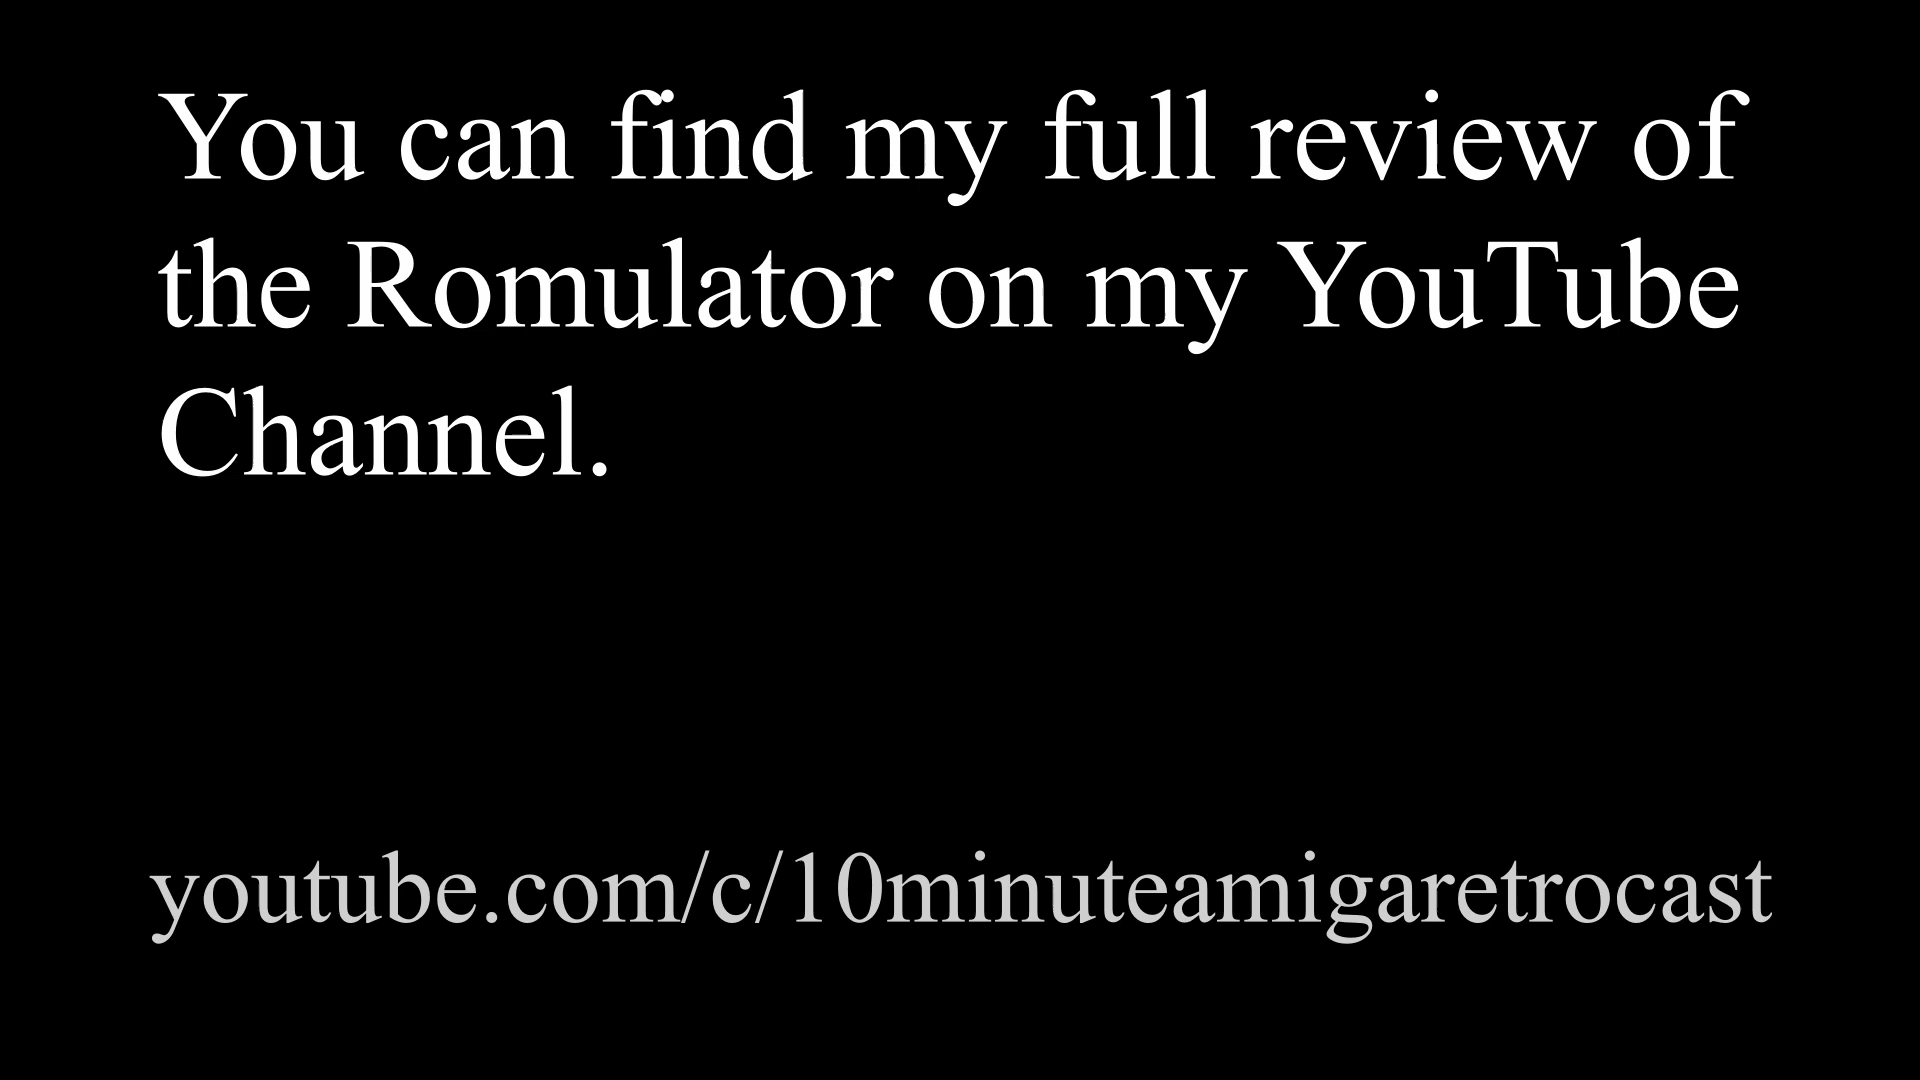 You can find my full review of
the Romulator on my YouTube
Channel.
youtube.com/c/10minuteamigaretrocast